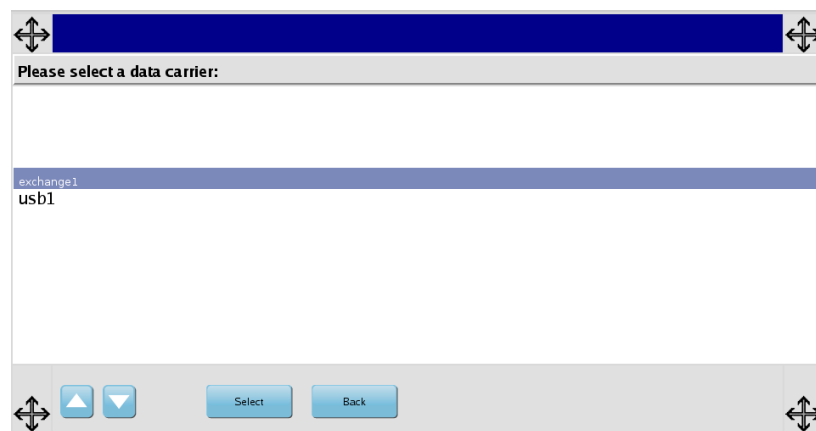 Please select a data carrier:
exchange1
usb1
Select
Back